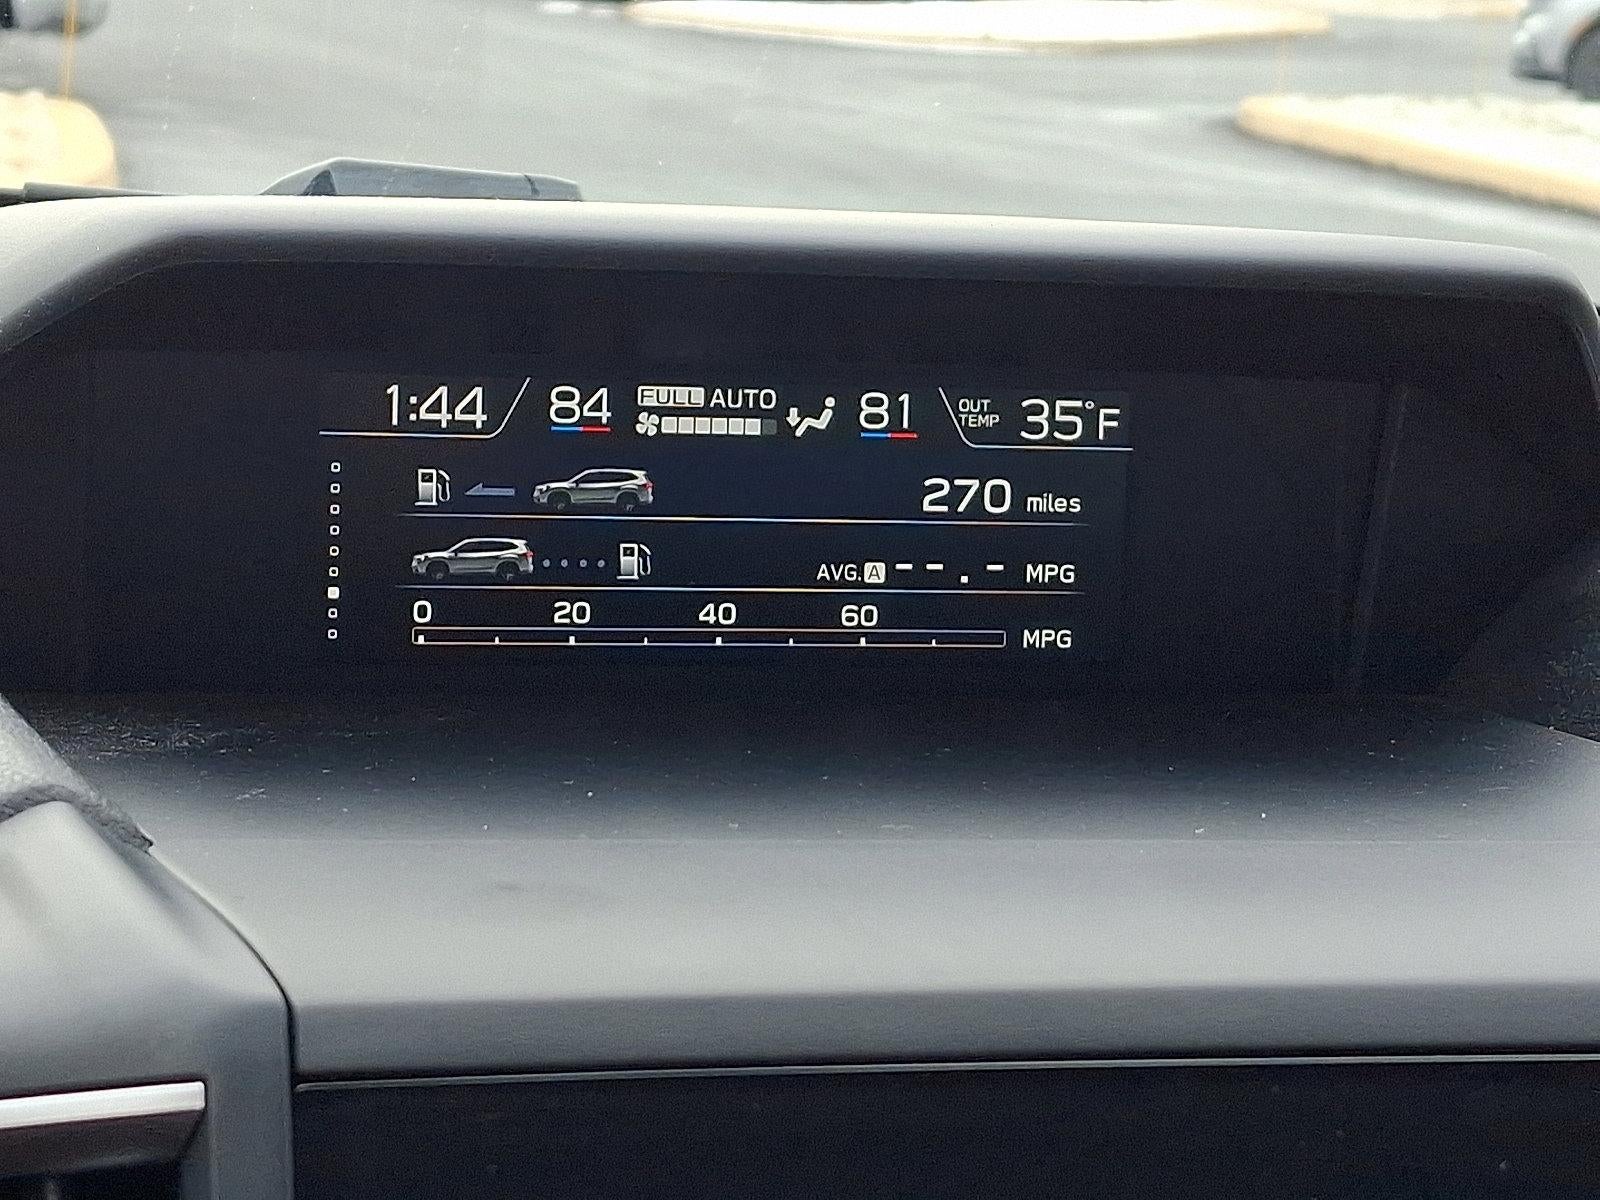 1:44 84 FULL AUTO 81 OUT TEMP 35°F
270 miles
AVG. A --.- MPG
0 20 40 60
MPG